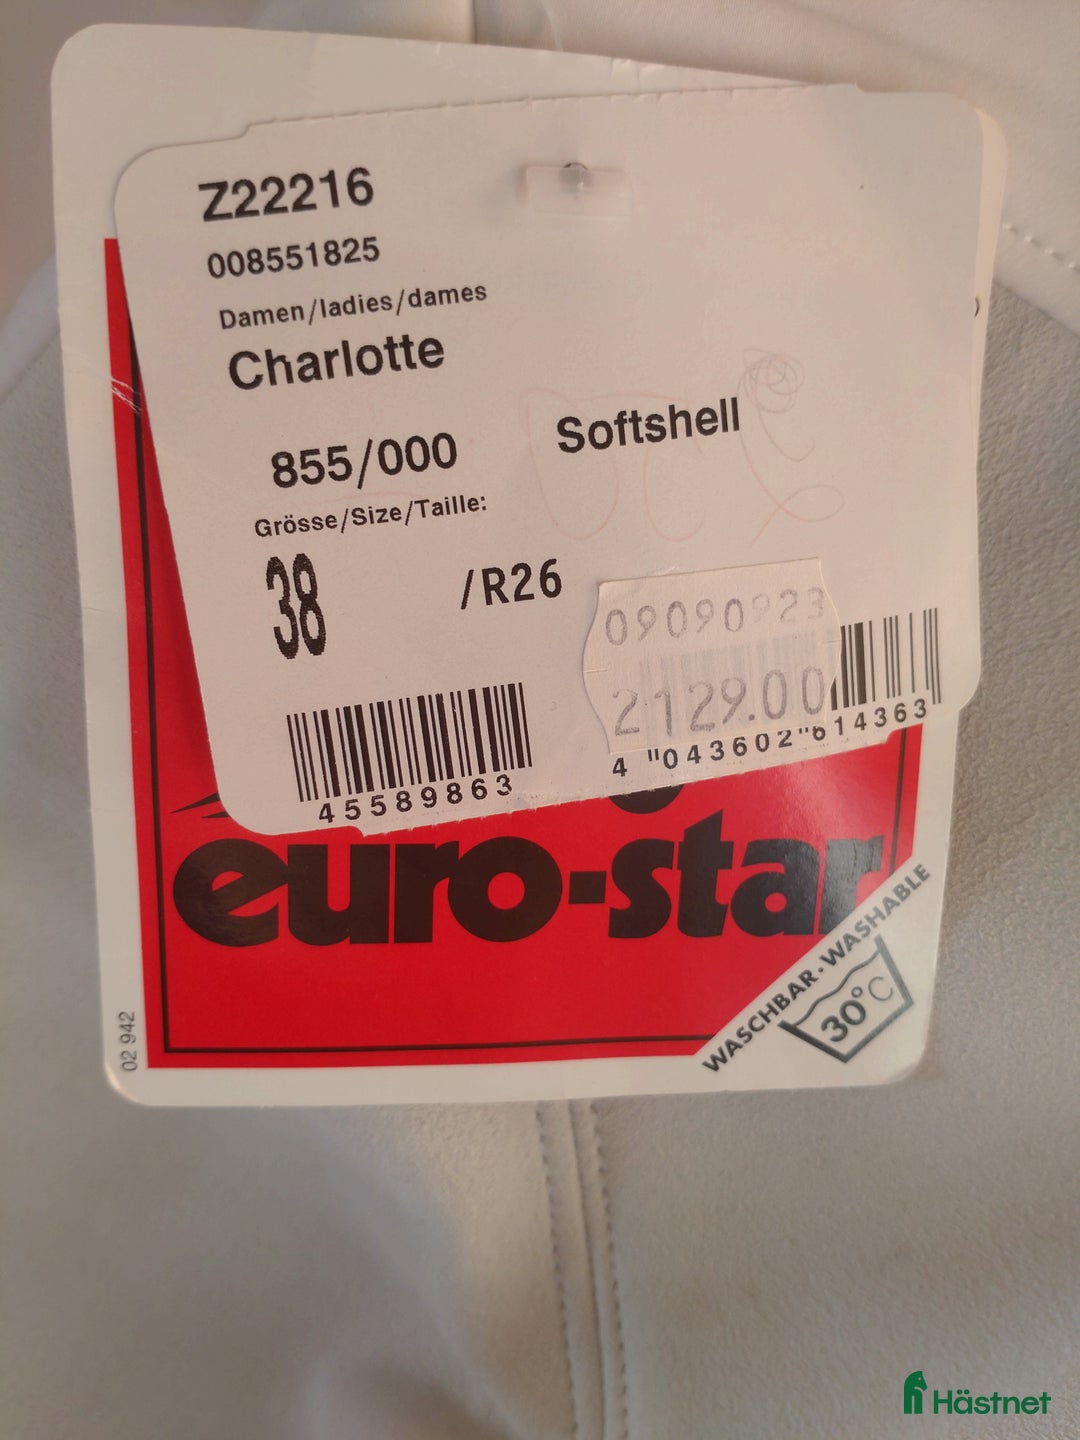 Z22216
008551825
Damen/ladies/dames
Charlotte
855/000 Softshell
Grösse/Size/Taille:
38 /R26
09090923
2129.00
45589863
4 "043602"614363
euro-star
WASCHBAR.WASHABLE
30°C
02 942
Hästnet